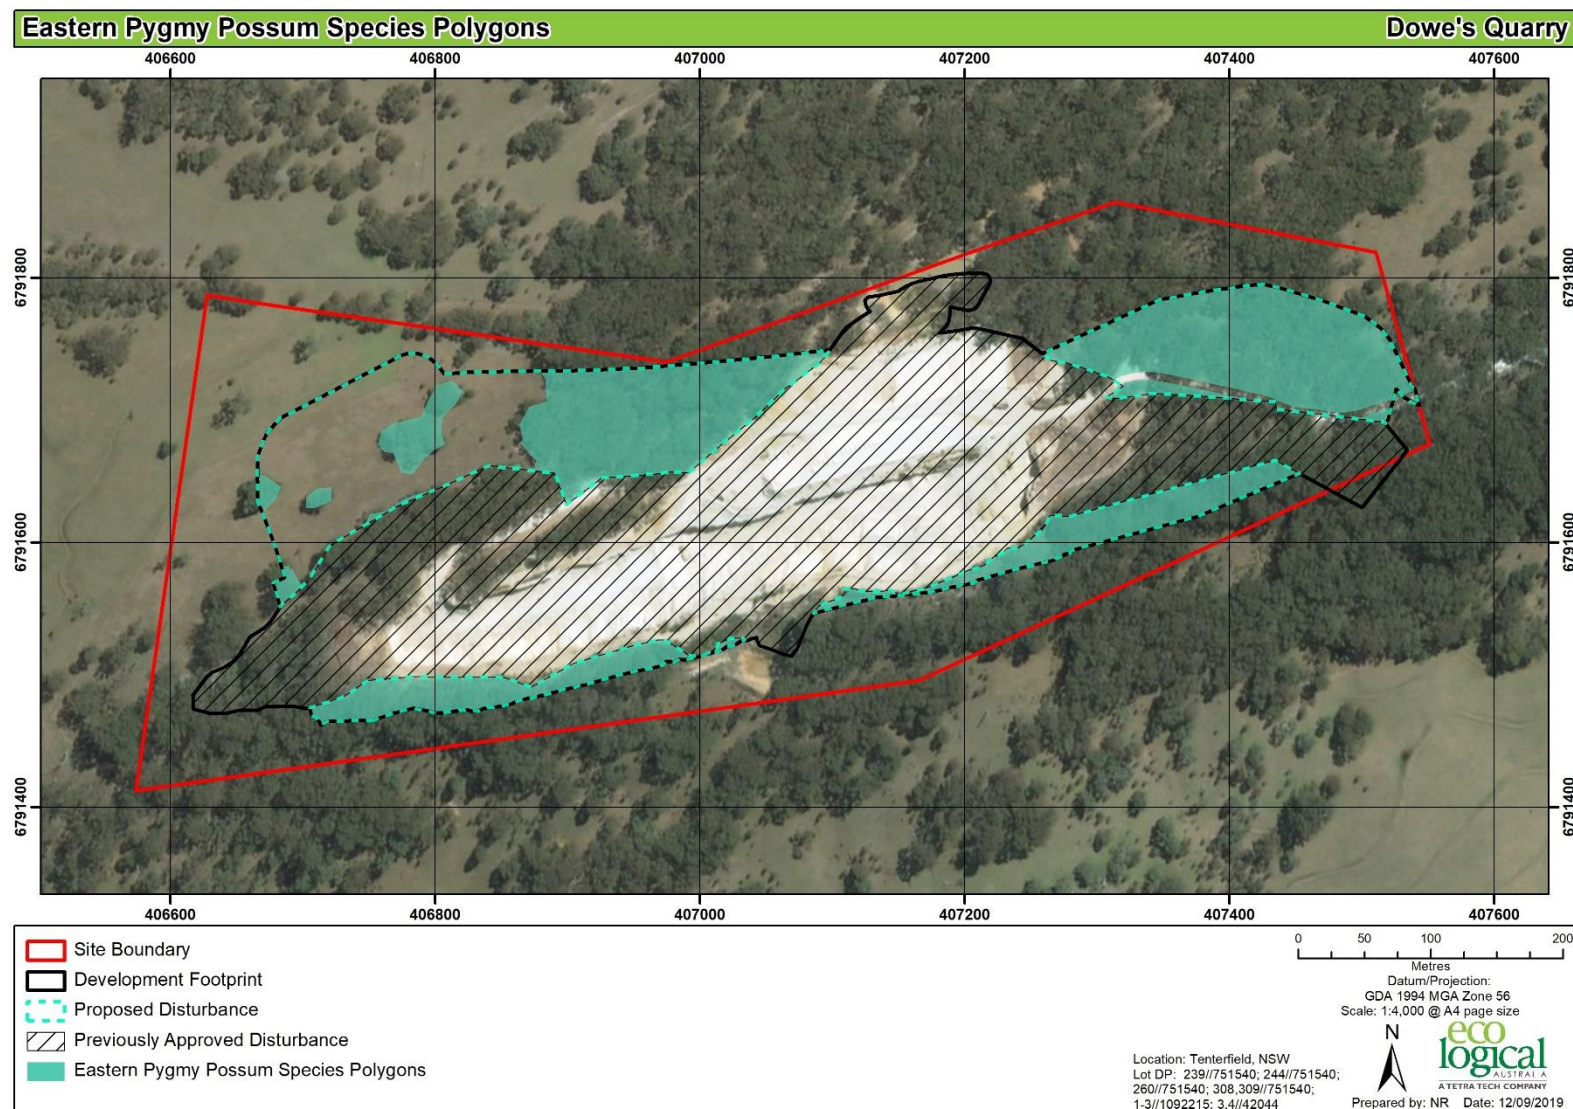 Eastern Pygmy Possum Species Polygons Dowe's Quarry
406600 406800 407000 407200 407400 407600
6791800 6791800
6791600 6791600
6791400 6791400
406600 406800 407000 407200 407400 407600
Site Boundary
Development Footprint
Proposed Disturbance
Previously Approved Disturbance
Eastern Pygmy Possum Species Polygons
0 50 100 200
Metres
Datum/Projection:
GDA 1994 MGA Zone 56
Scale: 1:4,000 @ A4 page size
N
eco
logical
AUSTRALIA
A TETRA TECH COMPANY
Location: Tenterfield, NSW
Lot DP: 239//751540; 244//751540;
260//751540; 308,309//751540;
1-3//1092215; 3.4//42044
Prepared by: NR Date: 12/09/2019